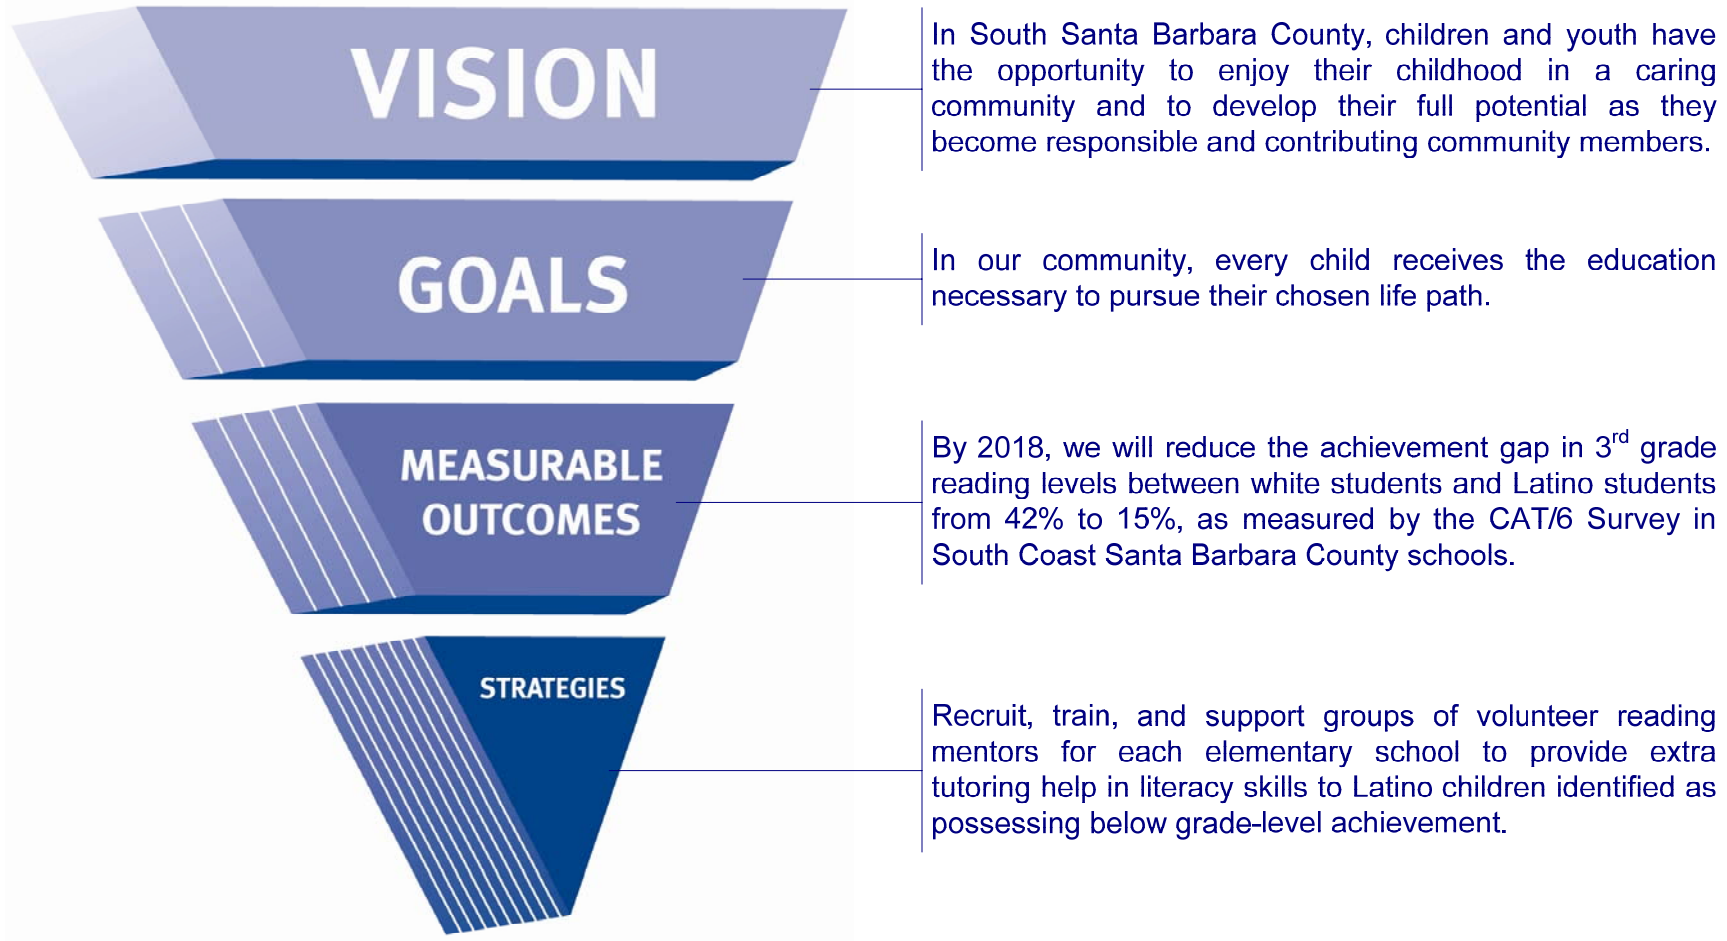 VISION
In South Santa Barbara County, children and youth have
the opportunity to enjoy their childhood in a caring
community and to develop their full potential as they
become responsible and contributing community members.
GOALS
In our community, every child receives the education
necessary to pursue their chosen life path.
MEASURABLE
OUTCOMES
By 2018, we will reduce the achievement gap in 3rd grade
reading levels between white students and Latino students
from 42% to 15%, as measured by the CAT/6 Survey in
South Coast Santa Barbara County schools.
STRATEGIES
Recruit, train, and support groups of volunteer reading
mentors for each elementary school to provide extra
tutoring help in literacy skills to Latino children identified as
possessing below grade-level achievement.